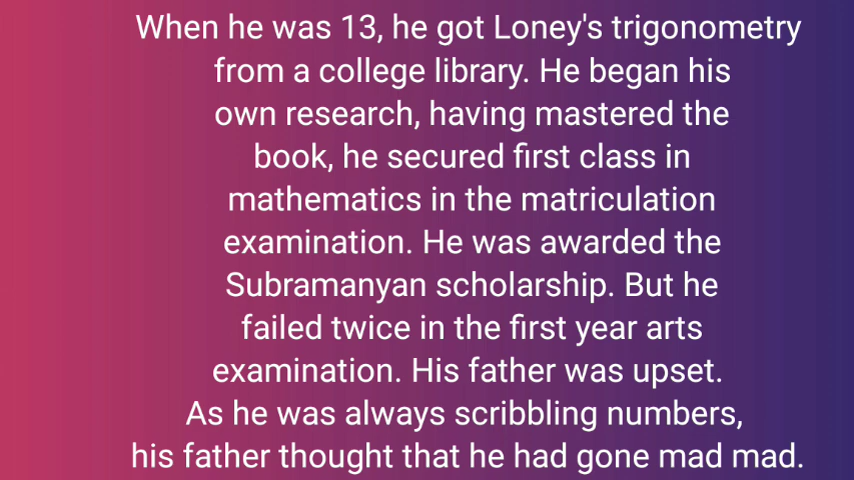 When he was 13, he got Loney's trigonometry
from a college library. He began his
own research, having mastered the
book, he secured first class in
mathematics in the matriculation
examination. He was awarded the
Subramanyan scholarship. But he
failed twice in the first year arts
examination. His father was upset.
As he was always scribbling numbers,
his father thought that he had gone mad mad.